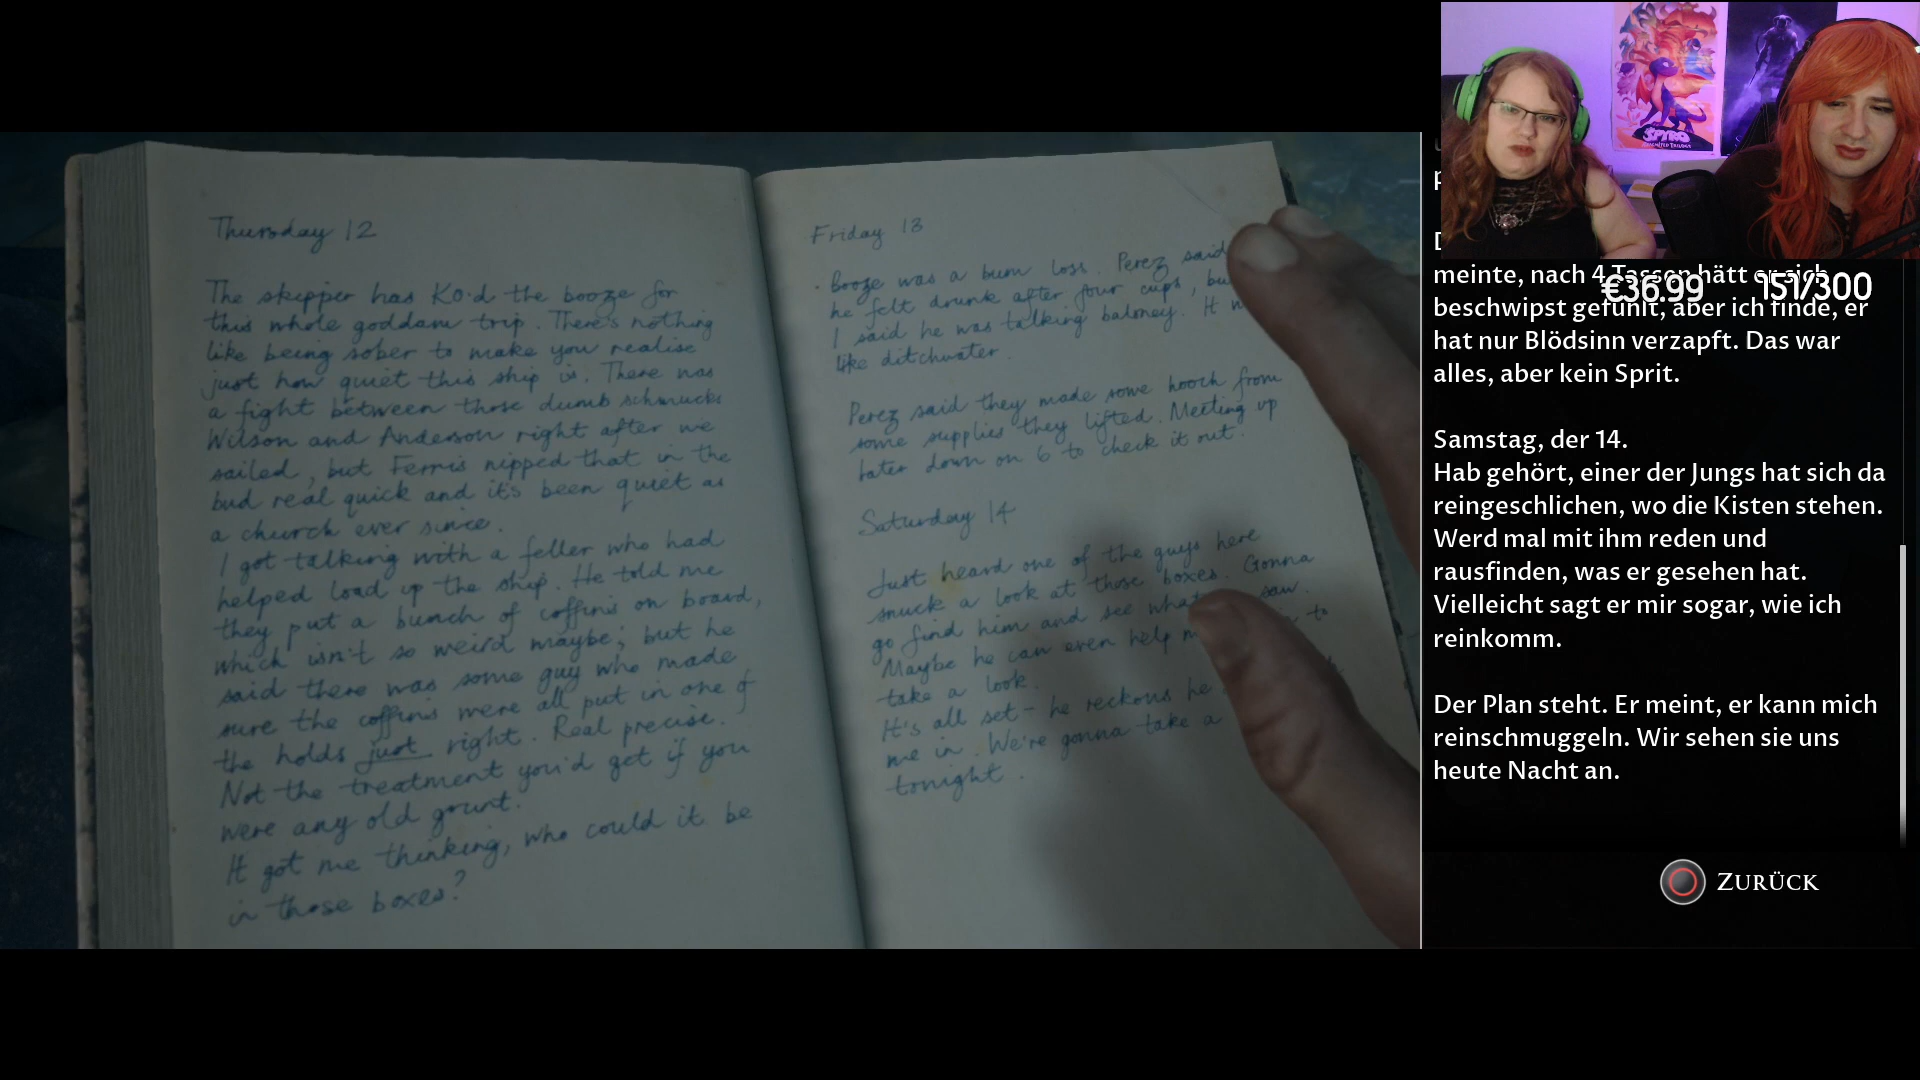 Thursday 12
The skipper has KO'd the booze for
this whole goddam trip. There's nothing
like being sober to make you realise
just how quiet this ship is. There was
a fight between those dumb schmucks
Wilson and Anderson right after we
sailed, but Ferris nipped that in the
bud real quick and it's been quiet as
a church ever since.
I got talking with a feller who had
helped load up the ship. He told me
they put a bunch of coffins on board,
which isn't so weird maybe; but he
said there was some guy who made
sure the coffins were all put in one of
the holds just right. Real precise.
Not the treatment you'd get if you
were any old grunt.
It got me thinking, who could it be
in those boxes?
Friday 13
Booze was a bum loss. Perez said
he felt drunk after four cups, but
I said he was talking baloney. It
like ditchwater.
Perez said they made some hooch from
some supplies they lifted. Meeting up
later down on 6 to check it out.
Saturday 14
Just heard one of the guys here
snuck a look at those boxes. Gonna
go find him and see what saw.
Maybe he can even help to
take a look.
It's all set - he reckons he
me in. We're gonna take a
tonight.
SPYRO
meinte, nach 4 Tassen hätt er sich
€36.99 151/300
beschwipst gefühlt, aber ich finde, er
hat nur Blödsinn verzapft. Das war
alles, aber kein Sprit.
Samstag, der 14.
Hab gehört, einer der Jungs hat sich da
reingeschlichen, wo die Kisten stehen.
Werd mal mit ihm reden und
rausfinden, was er gesehen hat.
Vielleicht sagt er mir sogar, wie ich
reinkomm.
Der Plan steht. Er meint, er kann mich
reinschmuggeln. Wir sehen sie uns
heute Nacht an.
ZURÜCK